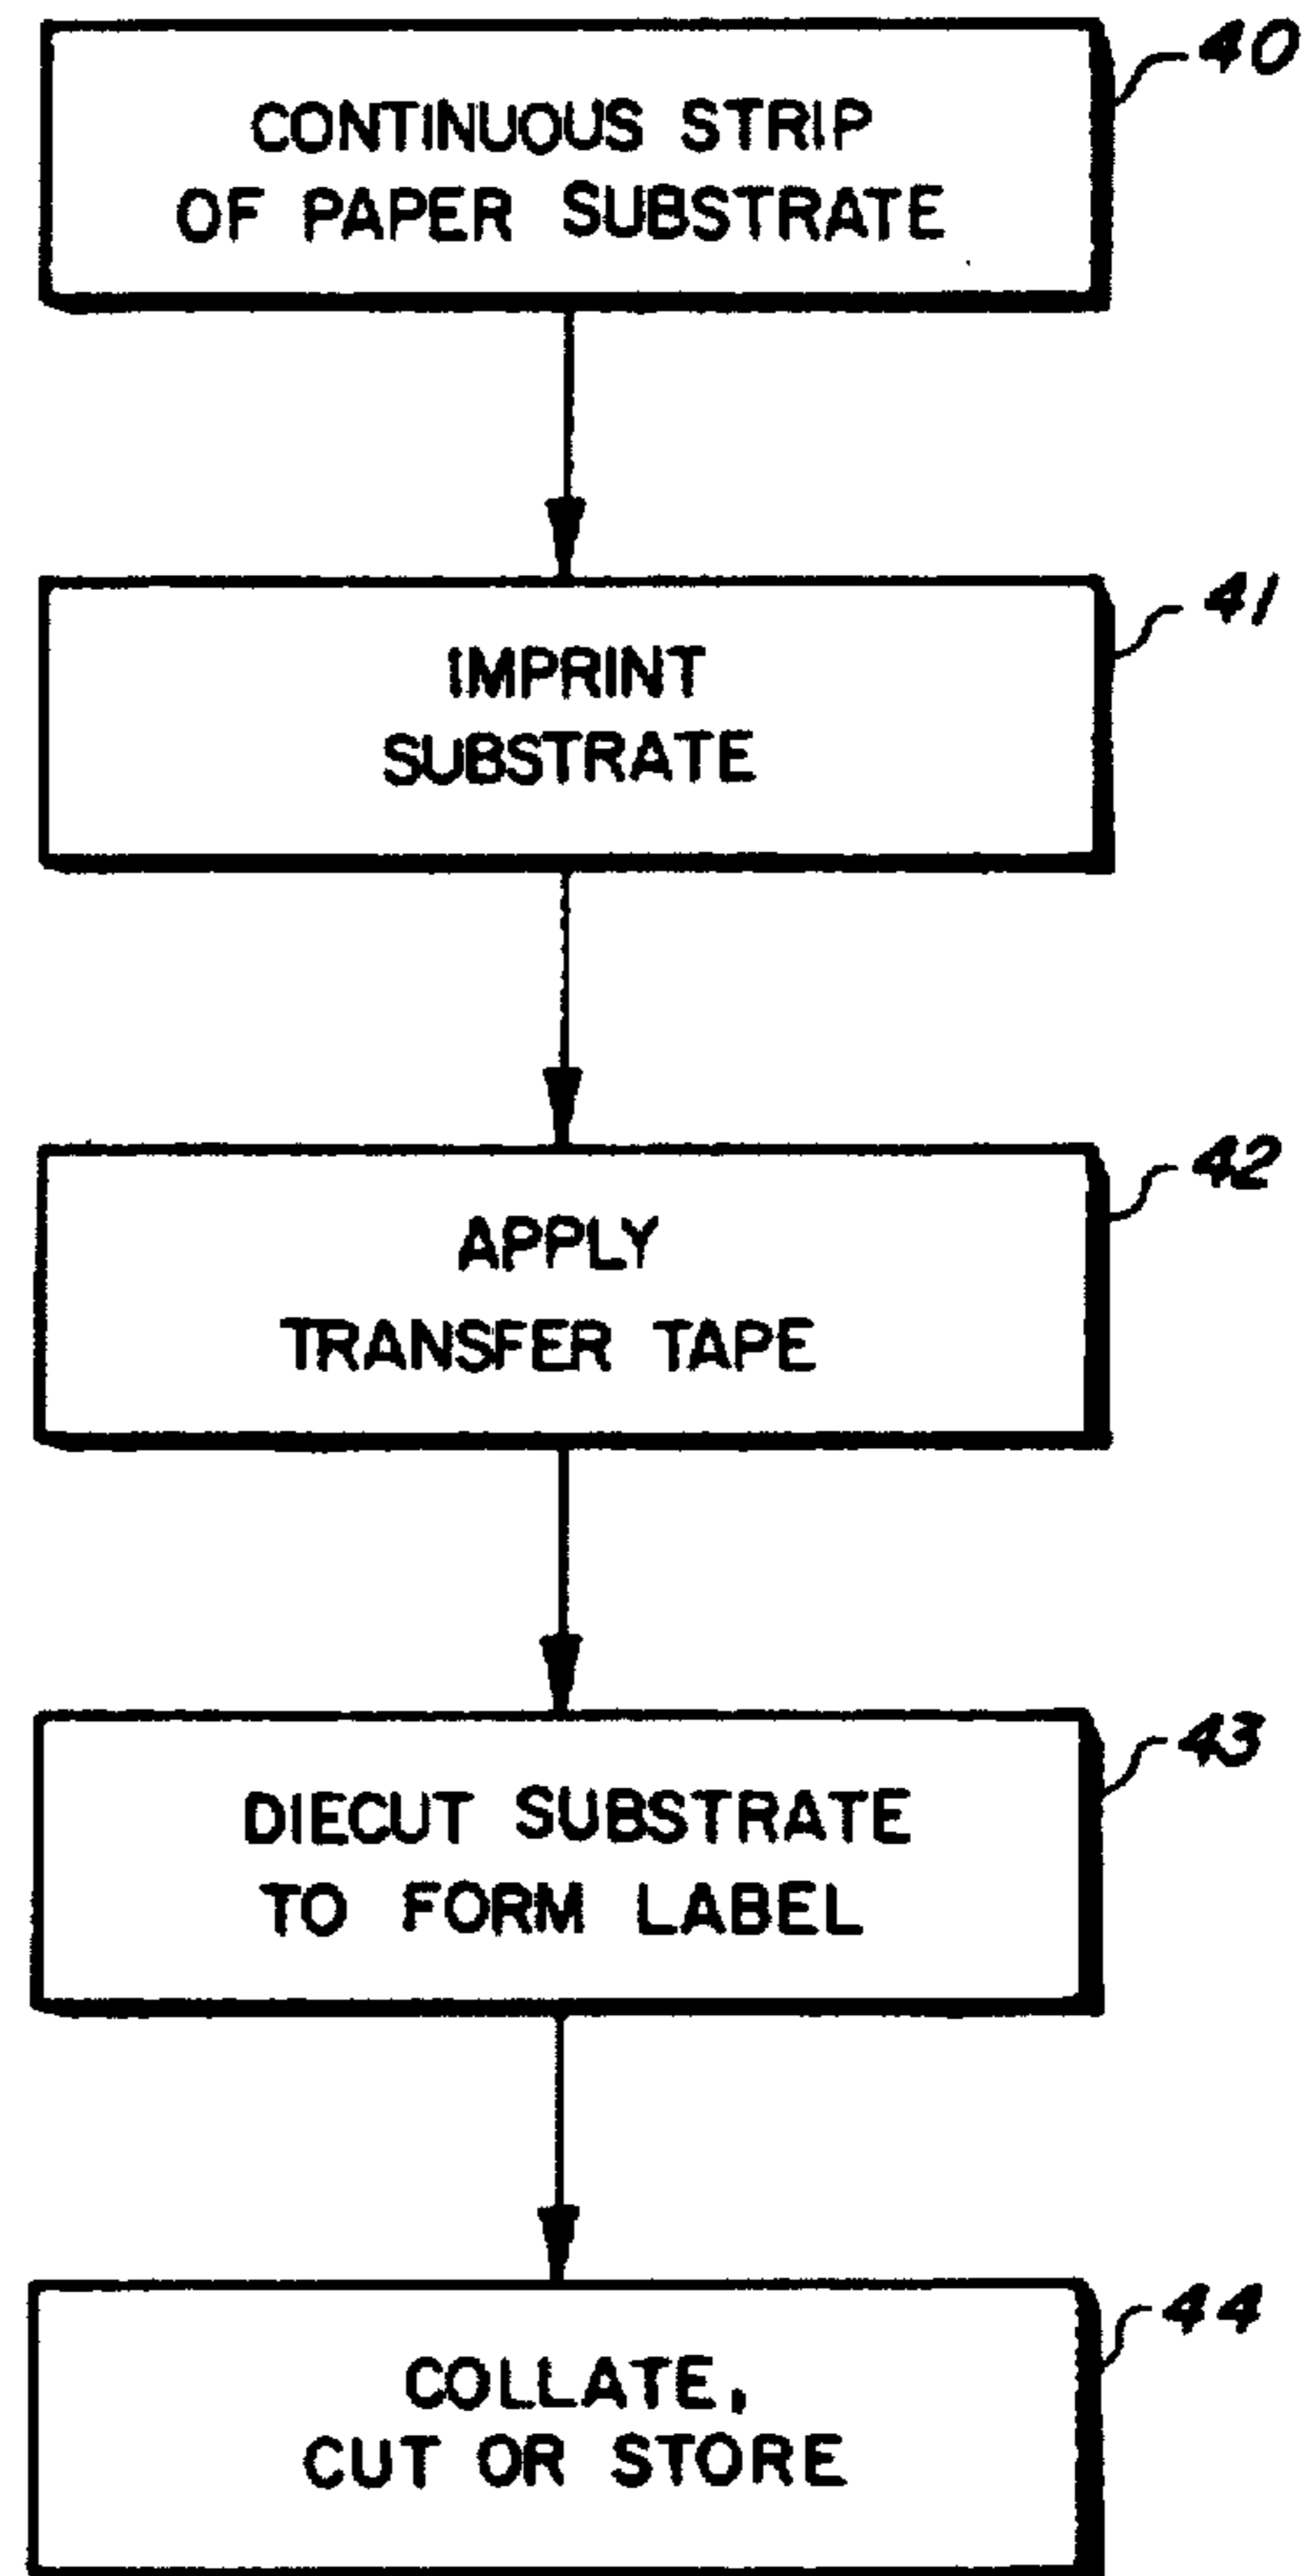 40
CONTINUOUS STRIP
OF PAPER SUBSTRATE
41
IMPRINT
SUBSTRATE
42
APPLY
TRANSFER TAPE
43
DIECUT SUBSTRATE
TO FORM LABEL
44
COLLATE,
CUT OR STORE